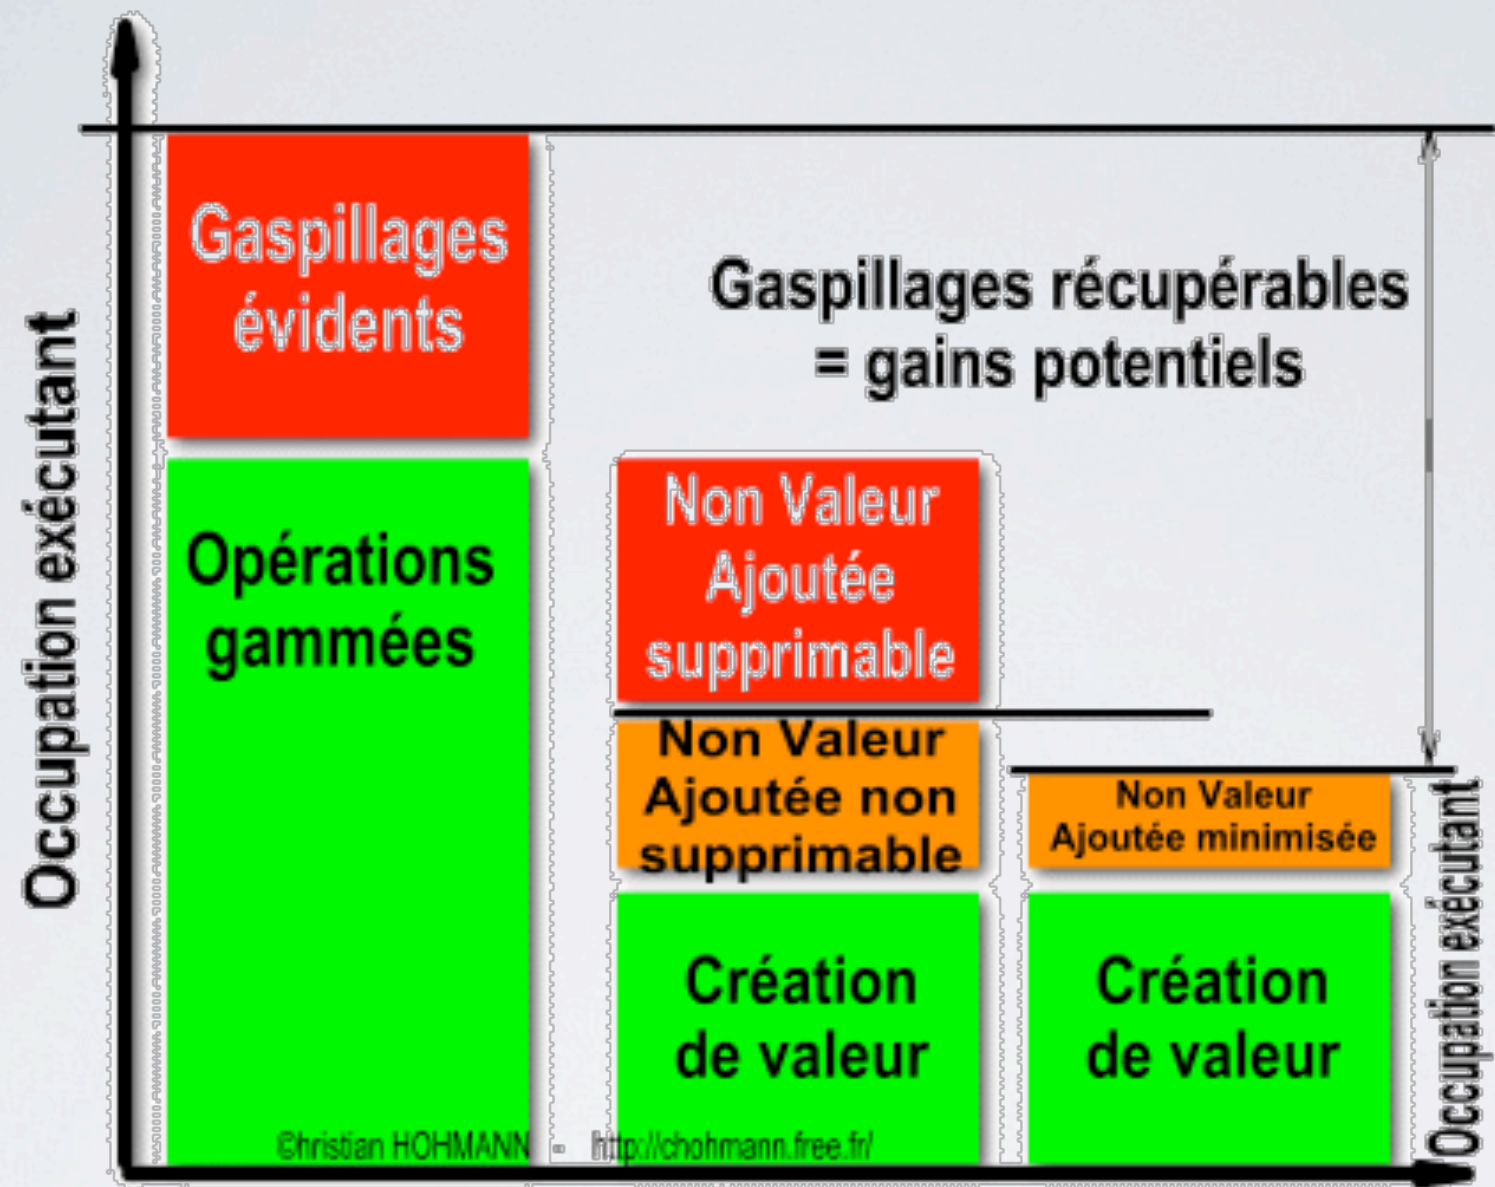 Occupation exécutant
Gaspillages
évidents
Opérations
gammées
Gaspillages récupérables
= gains potentiels
Non Valeur
Ajoutée
supprimable
Non Valeur
Ajoutée non
supprimable
Création
de valeur
Non Valeur
Ajoutée minimisée
Création
de valeur
Occupation exécutant
©hristian HOHMANN - http://chohmann.free.fr/